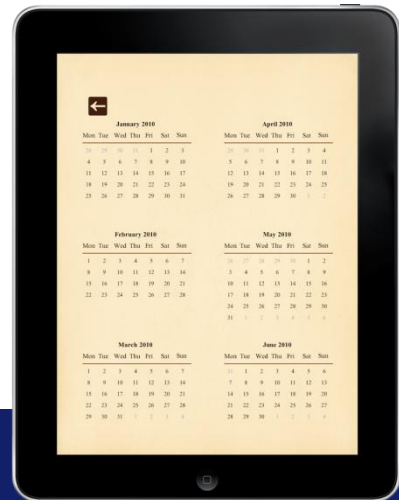 January 2010
Mon Tue Wed Thu Fri Sat Sun
28 29 30 31 1 2 3
4 5 6 7 8 9 10
11 12 13 14 15 16 17
18 19 20 21 22 23 24
25 26 27 28 29 30 31
February 2010
Mon Tue Wed Thu Fri Sat Sun
1 2 3 4 5 6 7
8 9 10 11 12 13 14
15 16 17 18 19 20 21
22 23 24 25 26 27 28
March 2010
Mon Tue Wed Thu Fri Sat Sun
1 2 3 4 5 6 7
8 9 10 11 12 13 14
15 16 17 18 19 20 21
22 23 24 25 26 27 28
29 30 31 1 2 3 4
April 2010
Mon Tue Wed Thu Fri Sat Sun
29 30 31 1 2 3 4
5 6 7 8 9 10 11
12 13 14 15 16 17 18
19 20 21 22 23 24 25
26 27 28 29 30 1 2
May 2010
Mon Tue Wed Thu Fri Sat Sun
26 27 28 29 30 1 2
3 4 5 6 7 8 9
10 11 12 13 14 15 16
17 18 19 20 21 22 23
24 25 26 27 28 29 30
31 1 2 3 4 5 6
June 2010
Mon Tue Wed Thu Fri Sat Sun
31 1 2 3 4 5 6
7 8 9 10 11 12 13
14 15 16 17 18 19 20
21 22 23 24 25 26 27
28 29 30 1 2 3 4